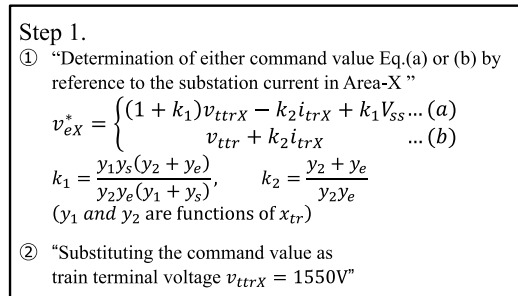 Step 1.
① “Determination of either command value Eq.(a) or (b) by
reference to the substation current in Area-X ”
v*eX = {(1 + k1)vttrX − k2itrX + k1Vss … (a)
vttr + k2itrX … (b)
k1 = y1ys(y2 + ye) / y2ye(y1 + ys), k2 = y2 + ye / y2ye
(y1 and y2 are functions of xtr)
② “Substituting the command value as
train terminal voltage vttrX = 1550V”